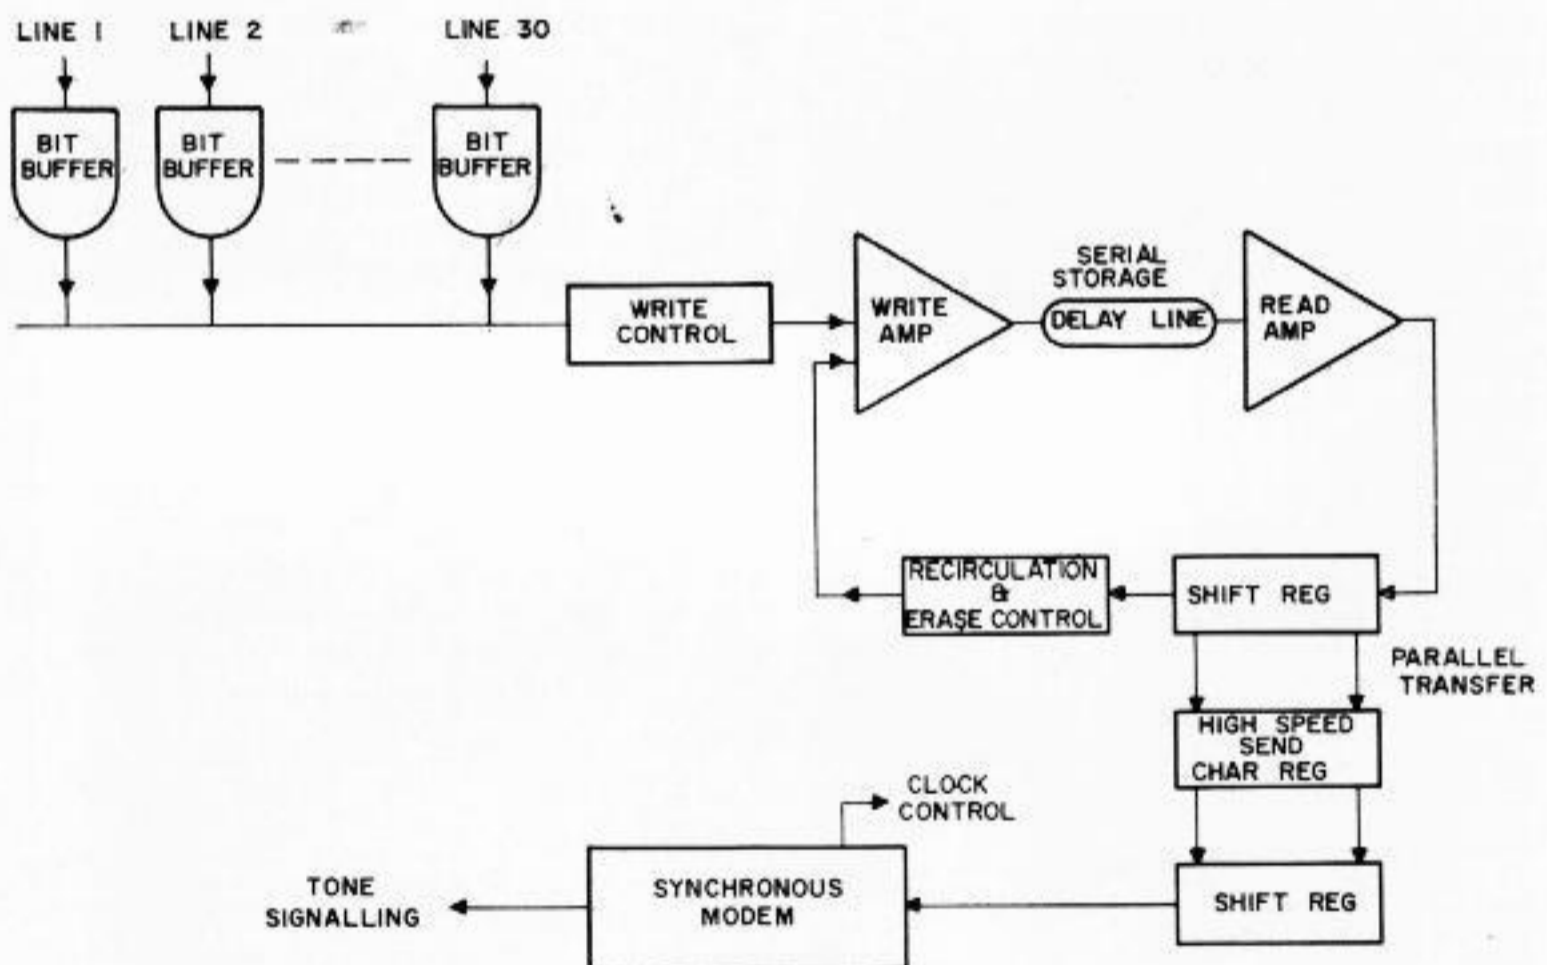 LINE 1 LINE 2 LINE 30
BIT
BUFFER
BIT
BUFFER
BIT
BUFFER
WRITE
CONTROL
WRITE
AMP
SERIAL
STORAGE
DELAY LINE
READ
AMP
RECIRCULATION
&
ERASE CONTROL
SHIFT REG
PARALLEL
TRANSFER
HIGH SPEED
SEND
CHAR REG
CLOCK
CONTROL
TONE
SIGNALLING
SYNCHRONOUS
MODEM
SHIFT REG